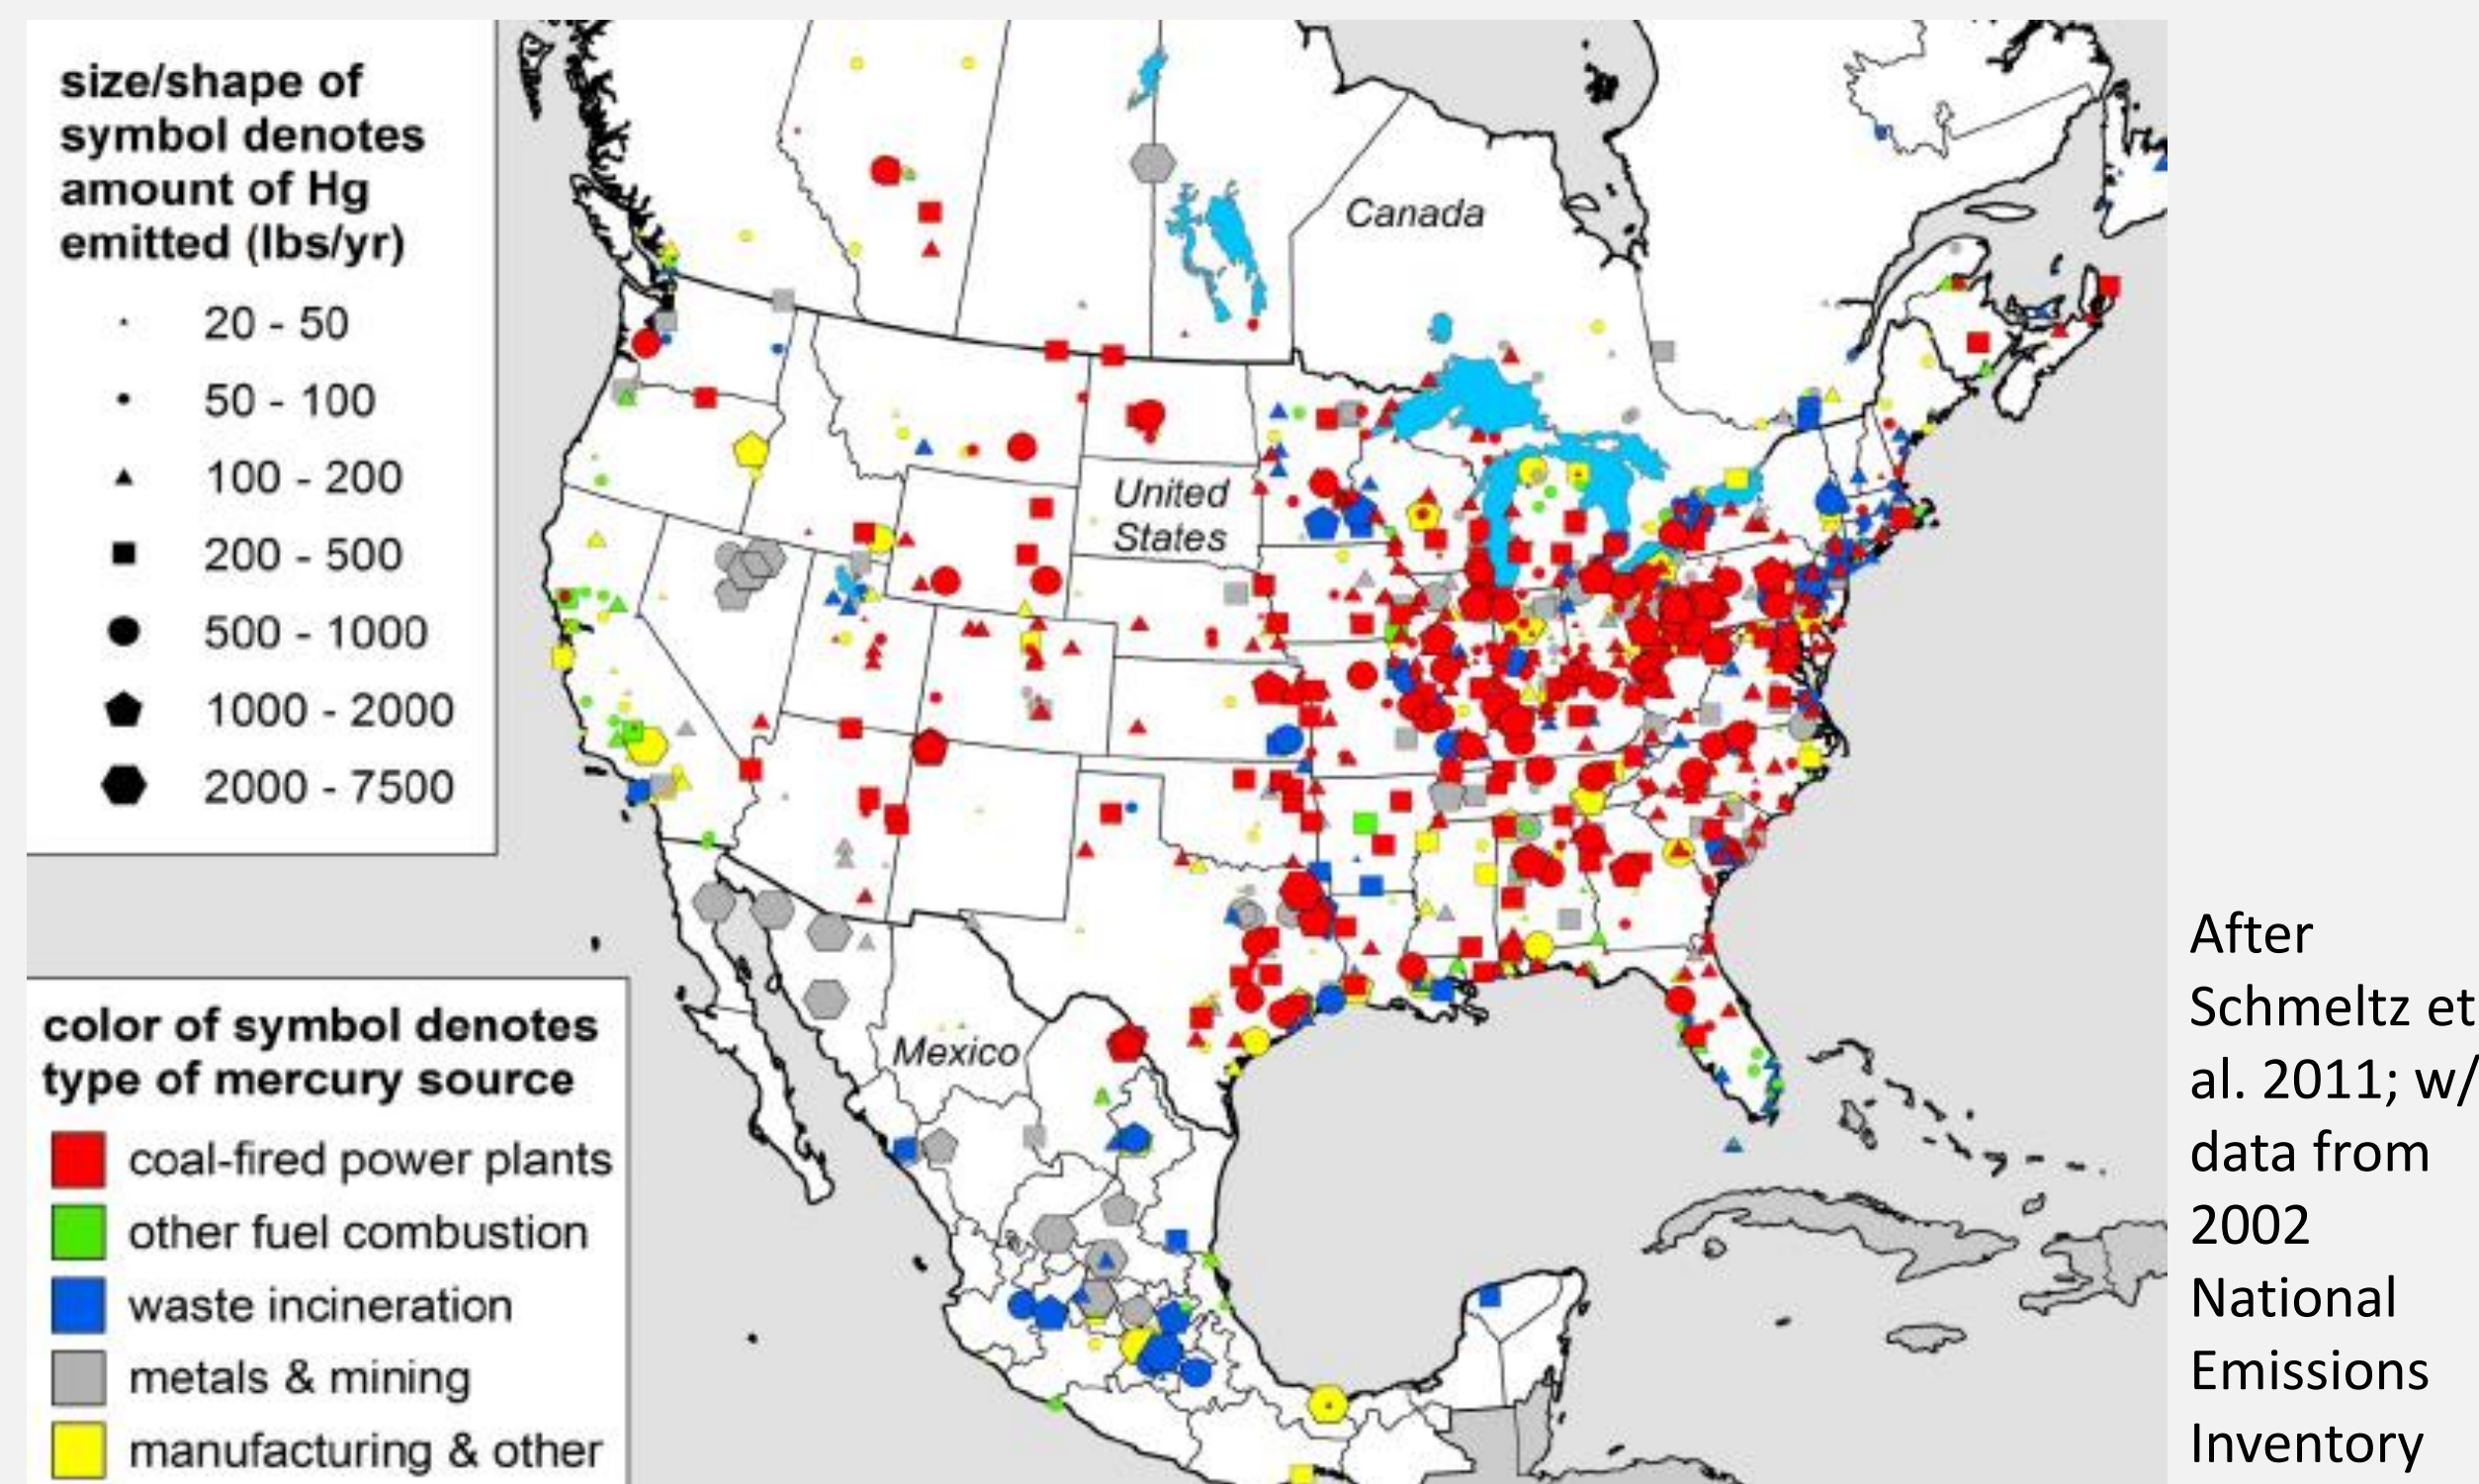 size/shape of
symbol denotes
amount of Hg
emitted (lbs/yr)
20 - 50
50 - 100
100 - 200
200 - 500
500 - 1000
1000 - 2000
2000 - 7500
Canada
United
States
Mexico
color of symbol denotes
type of mercury source
coal-fired power plants
other fuel combustion
waste incineration
metals & mining
manufacturing & other
After
Schmeltz et
al. 2011; w/
data from
2002
National
Emissions
Inventory